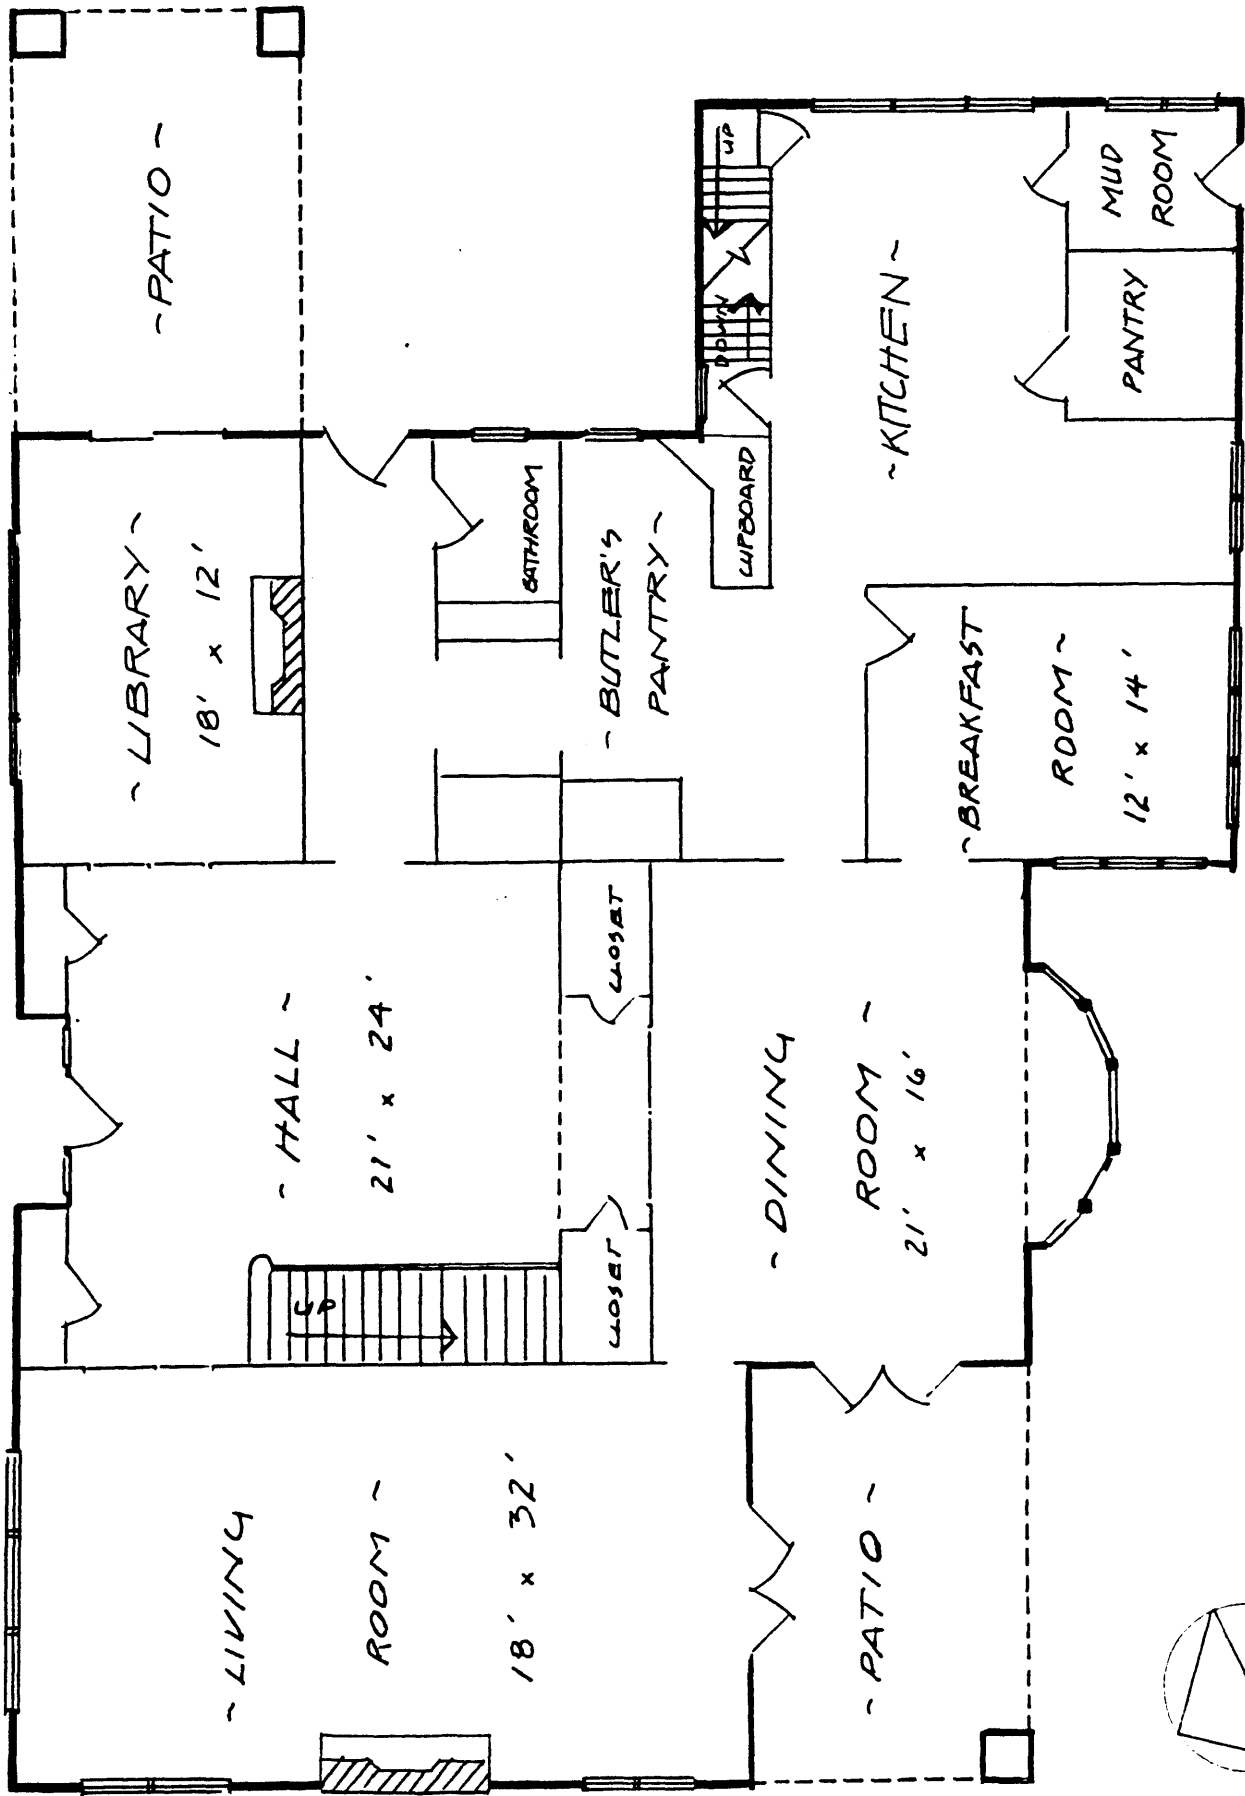 ~ PATIO ~
~ LIBRARY ~
18' x 12'
BATHROOM
~ BUTLER'S
PANTRY ~
CUPBOARD
DOWN
UP
~ KITCHEN ~
MUD
ROOM
PANTRY
~ BREAKFAST
ROOM ~
12' x 14'
~ HALL ~
21' x 24'
UP
CLOSET
CLOSET
~ DINING
ROOM ~
21' x 16'
~ LIVING
ROOM ~
18' x 32'
~ PATIO ~